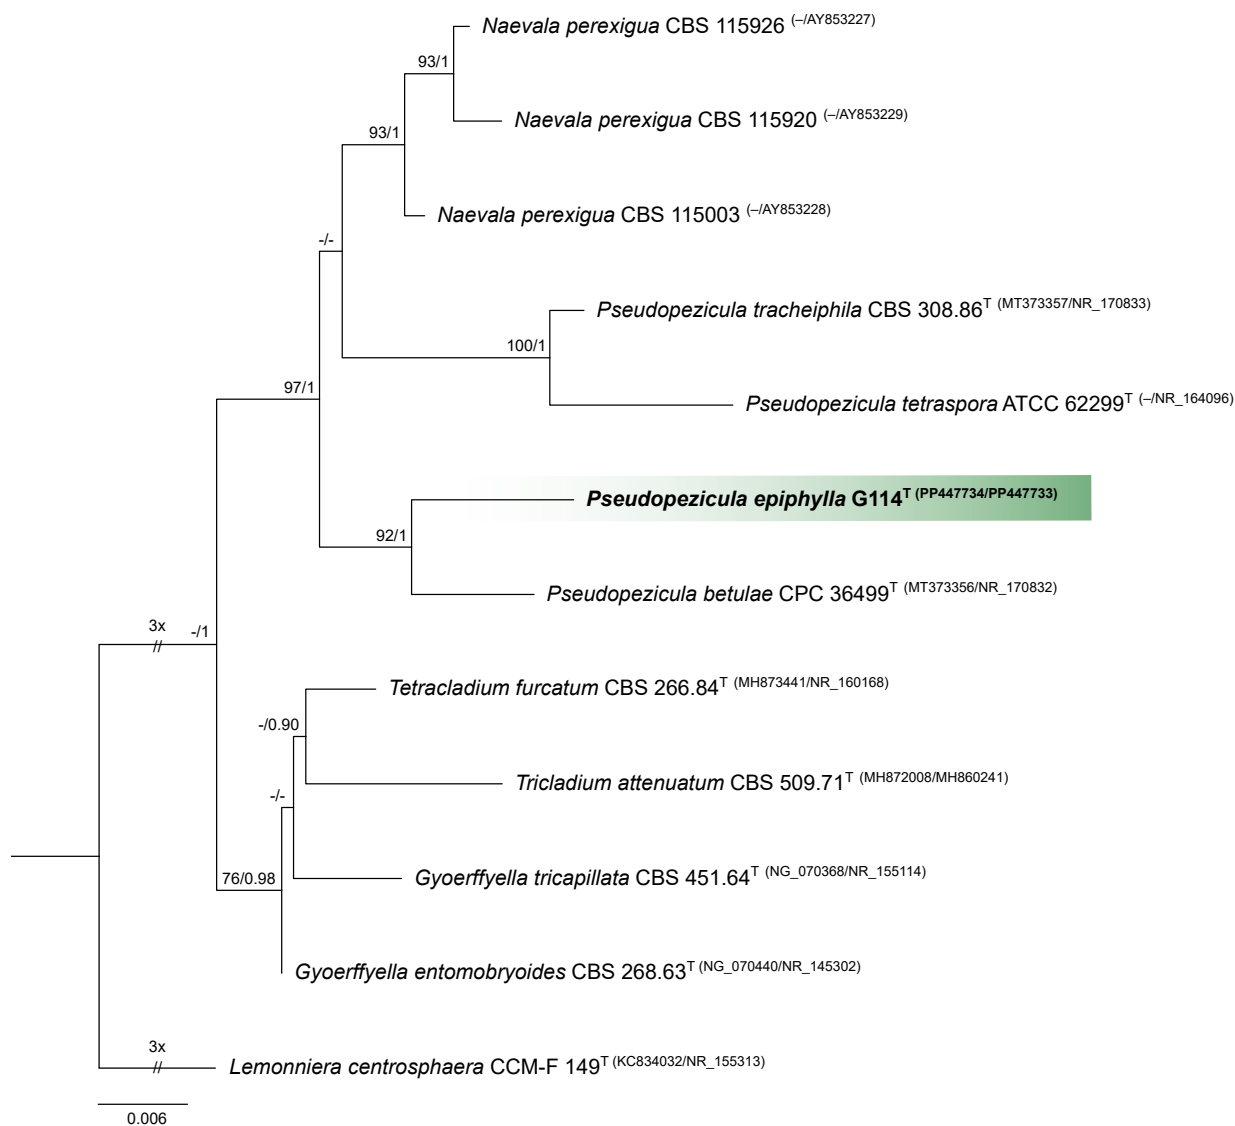 Naevala perexigua CBS 115926 (–/AY853227)
93/1
Naevala perexigua CBS 115920 (–/AY853229)
93/1
Naevala perexigua CBS 115003 (–/AY853228)
-/-
Pseudopezicula tracheiphila CBS 308.86T (MT373357/NR_170833)
100/1
97/1
Pseudopezicula tetraspora ATCC 62299T (–/NR_164096)
Pseudopezicula epiphylla G114T (PP447734/PP447733)
92/1
Pseudopezicula betulae CPC 36499T (MT373356/NR_170832)
3x
-/1
Tetracladium furcatum CBS 266.84T (MH873441/NR_160168)
-/0.90
Tricladium attenuatum CBS 509.71T (MH872008/MH860241)
-/-
76/0.98
Gyoerffyella tricapillata CBS 451.64T (NG_070368/NR_155114)
Gyoerffyella entomobryoides CBS 268.63T (NG_070440/NR_145302)
3x
Lemonniera centrosphaera CCM-F 149T (KC834032/NR_155313)
0.006